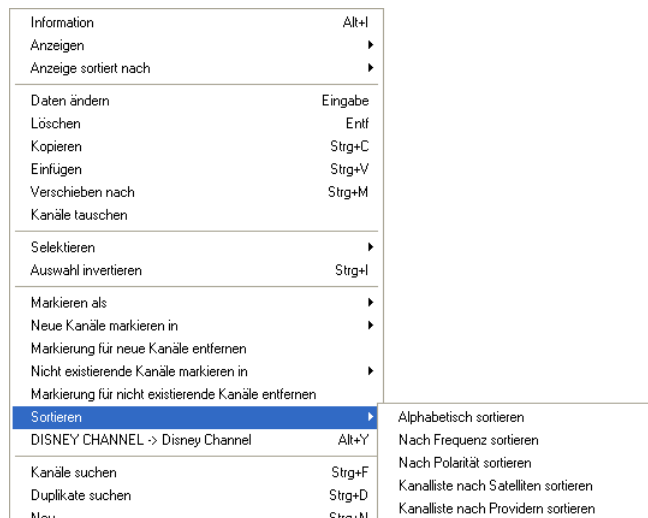 Information Alt+I
Anzeigen
Anzeige sortiert nach
Daten ändern Eingabe
Löschen Entf
Kopieren Strg+C
Einfügen Strg+V
Verschieben nach Strg+M
Kanäle tauschen
Selektieren
Auswahl invertieren Strg+I
Markieren als
Neue Kanäle markieren in
Markierung für neue Kanäle entfernen
Nicht existierende Kanäle markieren in
Markierung für nicht existierende Kanäle entfernen
Sortieren
DISNEY CHANNEL -> Disney Channel Alt+Y
Kanäle suchen Strg+F
Duplikate suchen Strg+D
Neu Strg+N
Alphabetisch sortieren
Nach Frequenz sortieren
Nach Polarität sortieren
Kanalliste nach Satelliten sortieren
Kanalliste nach Providern sortieren